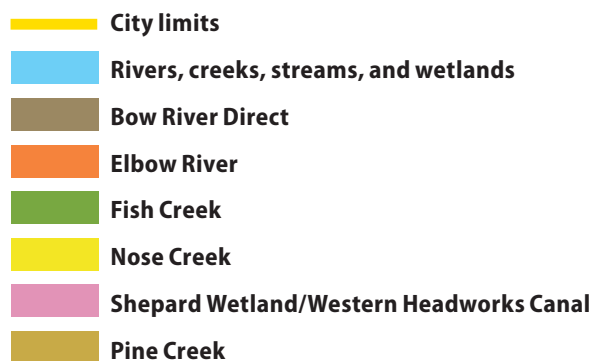 City limits
Rivers, creeks, streams, and wetlands
Bow River Direct
Elbow River
Fish Creek
Nose Creek
Shepard Wetland/Western Headworks Canal
Pine Creek